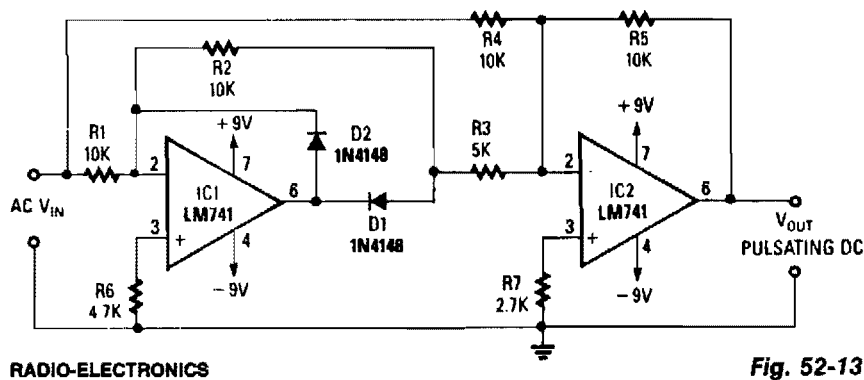 R4
10K
R5
10K
R2
10K
R1
10K
+9V
D2
1N4148
R3
5K
+9V
2
7
IC1
LM741
6
2
7
IC2
LM741
6
AC VIN
3
+
4
D1
1N4148
3
+
4
VOUT
PULSATING DC
R6
4.7K
-9V
R7
2.7K
-9V
RADIO-ELECTRONICS
Fig. 52-13